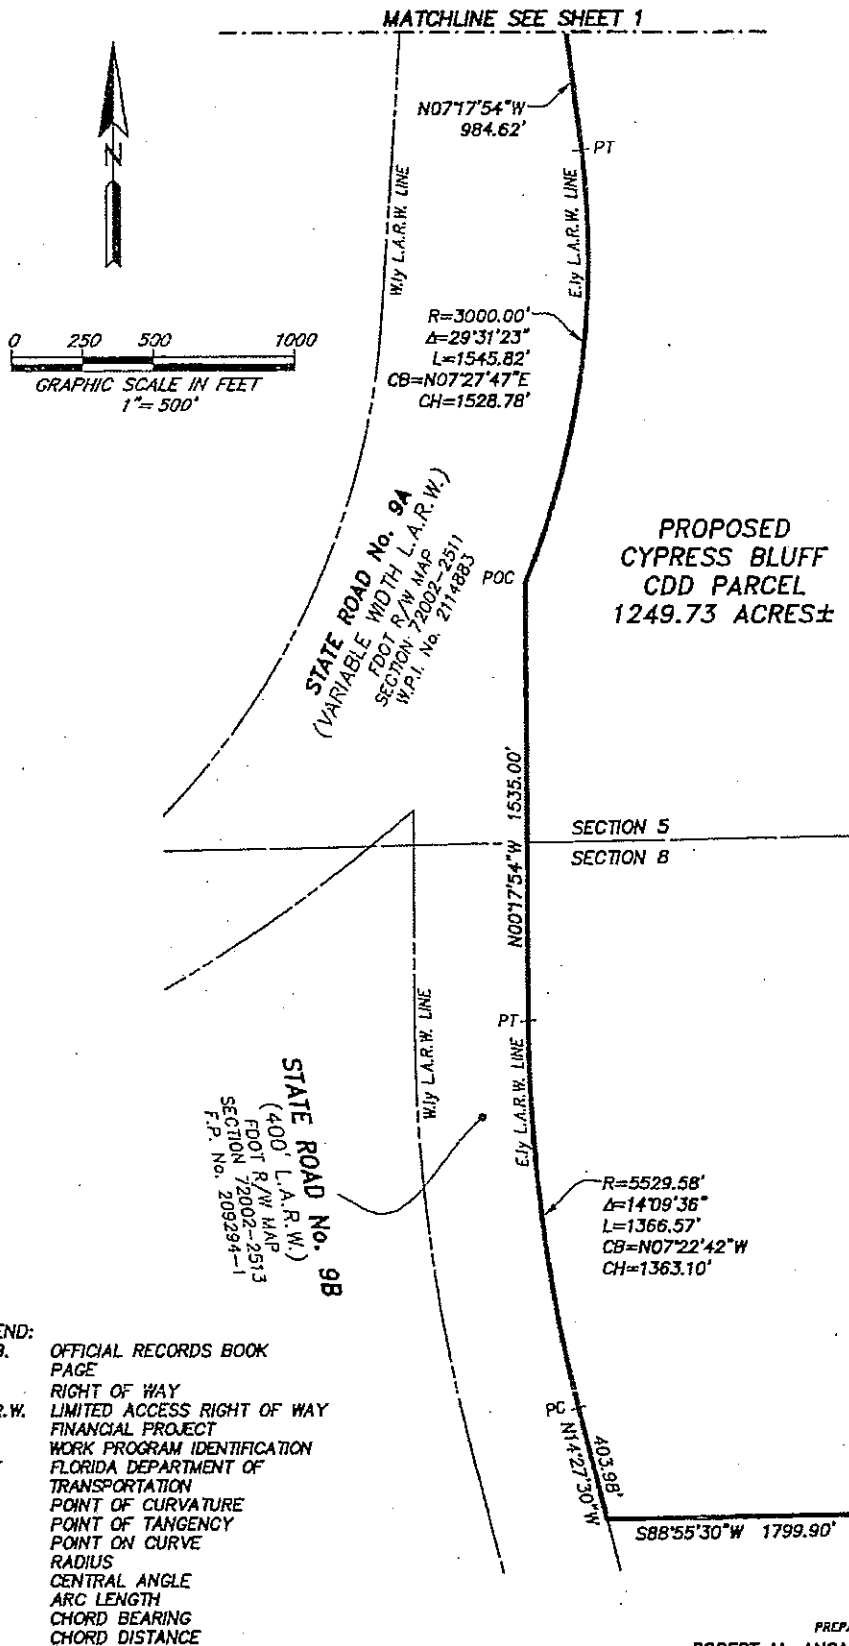 MATCHLINE SEE SHEET 1
N07°17'54"W
984.62'
PT
N
W.ly L.A.R.W. LINE
E.ly L.A.R.W. LINE
R=3000.00'
Δ=29°31'23"
L=1545.82'
CB=N07°27'47"E
CH=1528.78'
0 250 500 1000
GRAPHIC SCALE IN FEET
1"= 500'
STATE ROAD No. 9A
(VARIABLE WIDTH L.A.R.W.)
FDOT R/W MAP
SECTION 72002-2511
W.P.I. No. 2114883
POC
PROPOSED
CYPRESS BLUFF
CDD PARCEL
1249.73 ACRES±
N00°17'54"W 1535.00'
SECTION 5
SECTION 8
PT
W.ly L.A.R.W. LINE
E.ly L.A.R.W. LINE
STATE ROAD No. 9B
(400' L.A.R.W.)
FDOT R/W MAP
SECTION 72002-2513
F.P. No. 209294-1
R=5529.58'
Δ=14°09'36"
L=1366.57'
CB=N07°22'42"W
CH=1363.10'
PC
N14°27'30"W
403.98'
S88°55'30"W 1799.90'
END:
B. OFFICIAL RECORDS BOOK
PAGE
RIGHT OF WAY
R.W. LIMITED ACCESS RIGHT OF WAY
FINANCIAL PROJECT
WORK PROGRAM IDENTIFICATION
FLORIDA DEPARTMENT OF
TRANSPORTATION
POINT OF CURVATURE
POINT OF TANGENCY
POINT ON CURVE
RADIUS
CENTRAL ANGLE
ARC LENGTH
CHORD BEARING
CHORD DISTANCE
PREPA